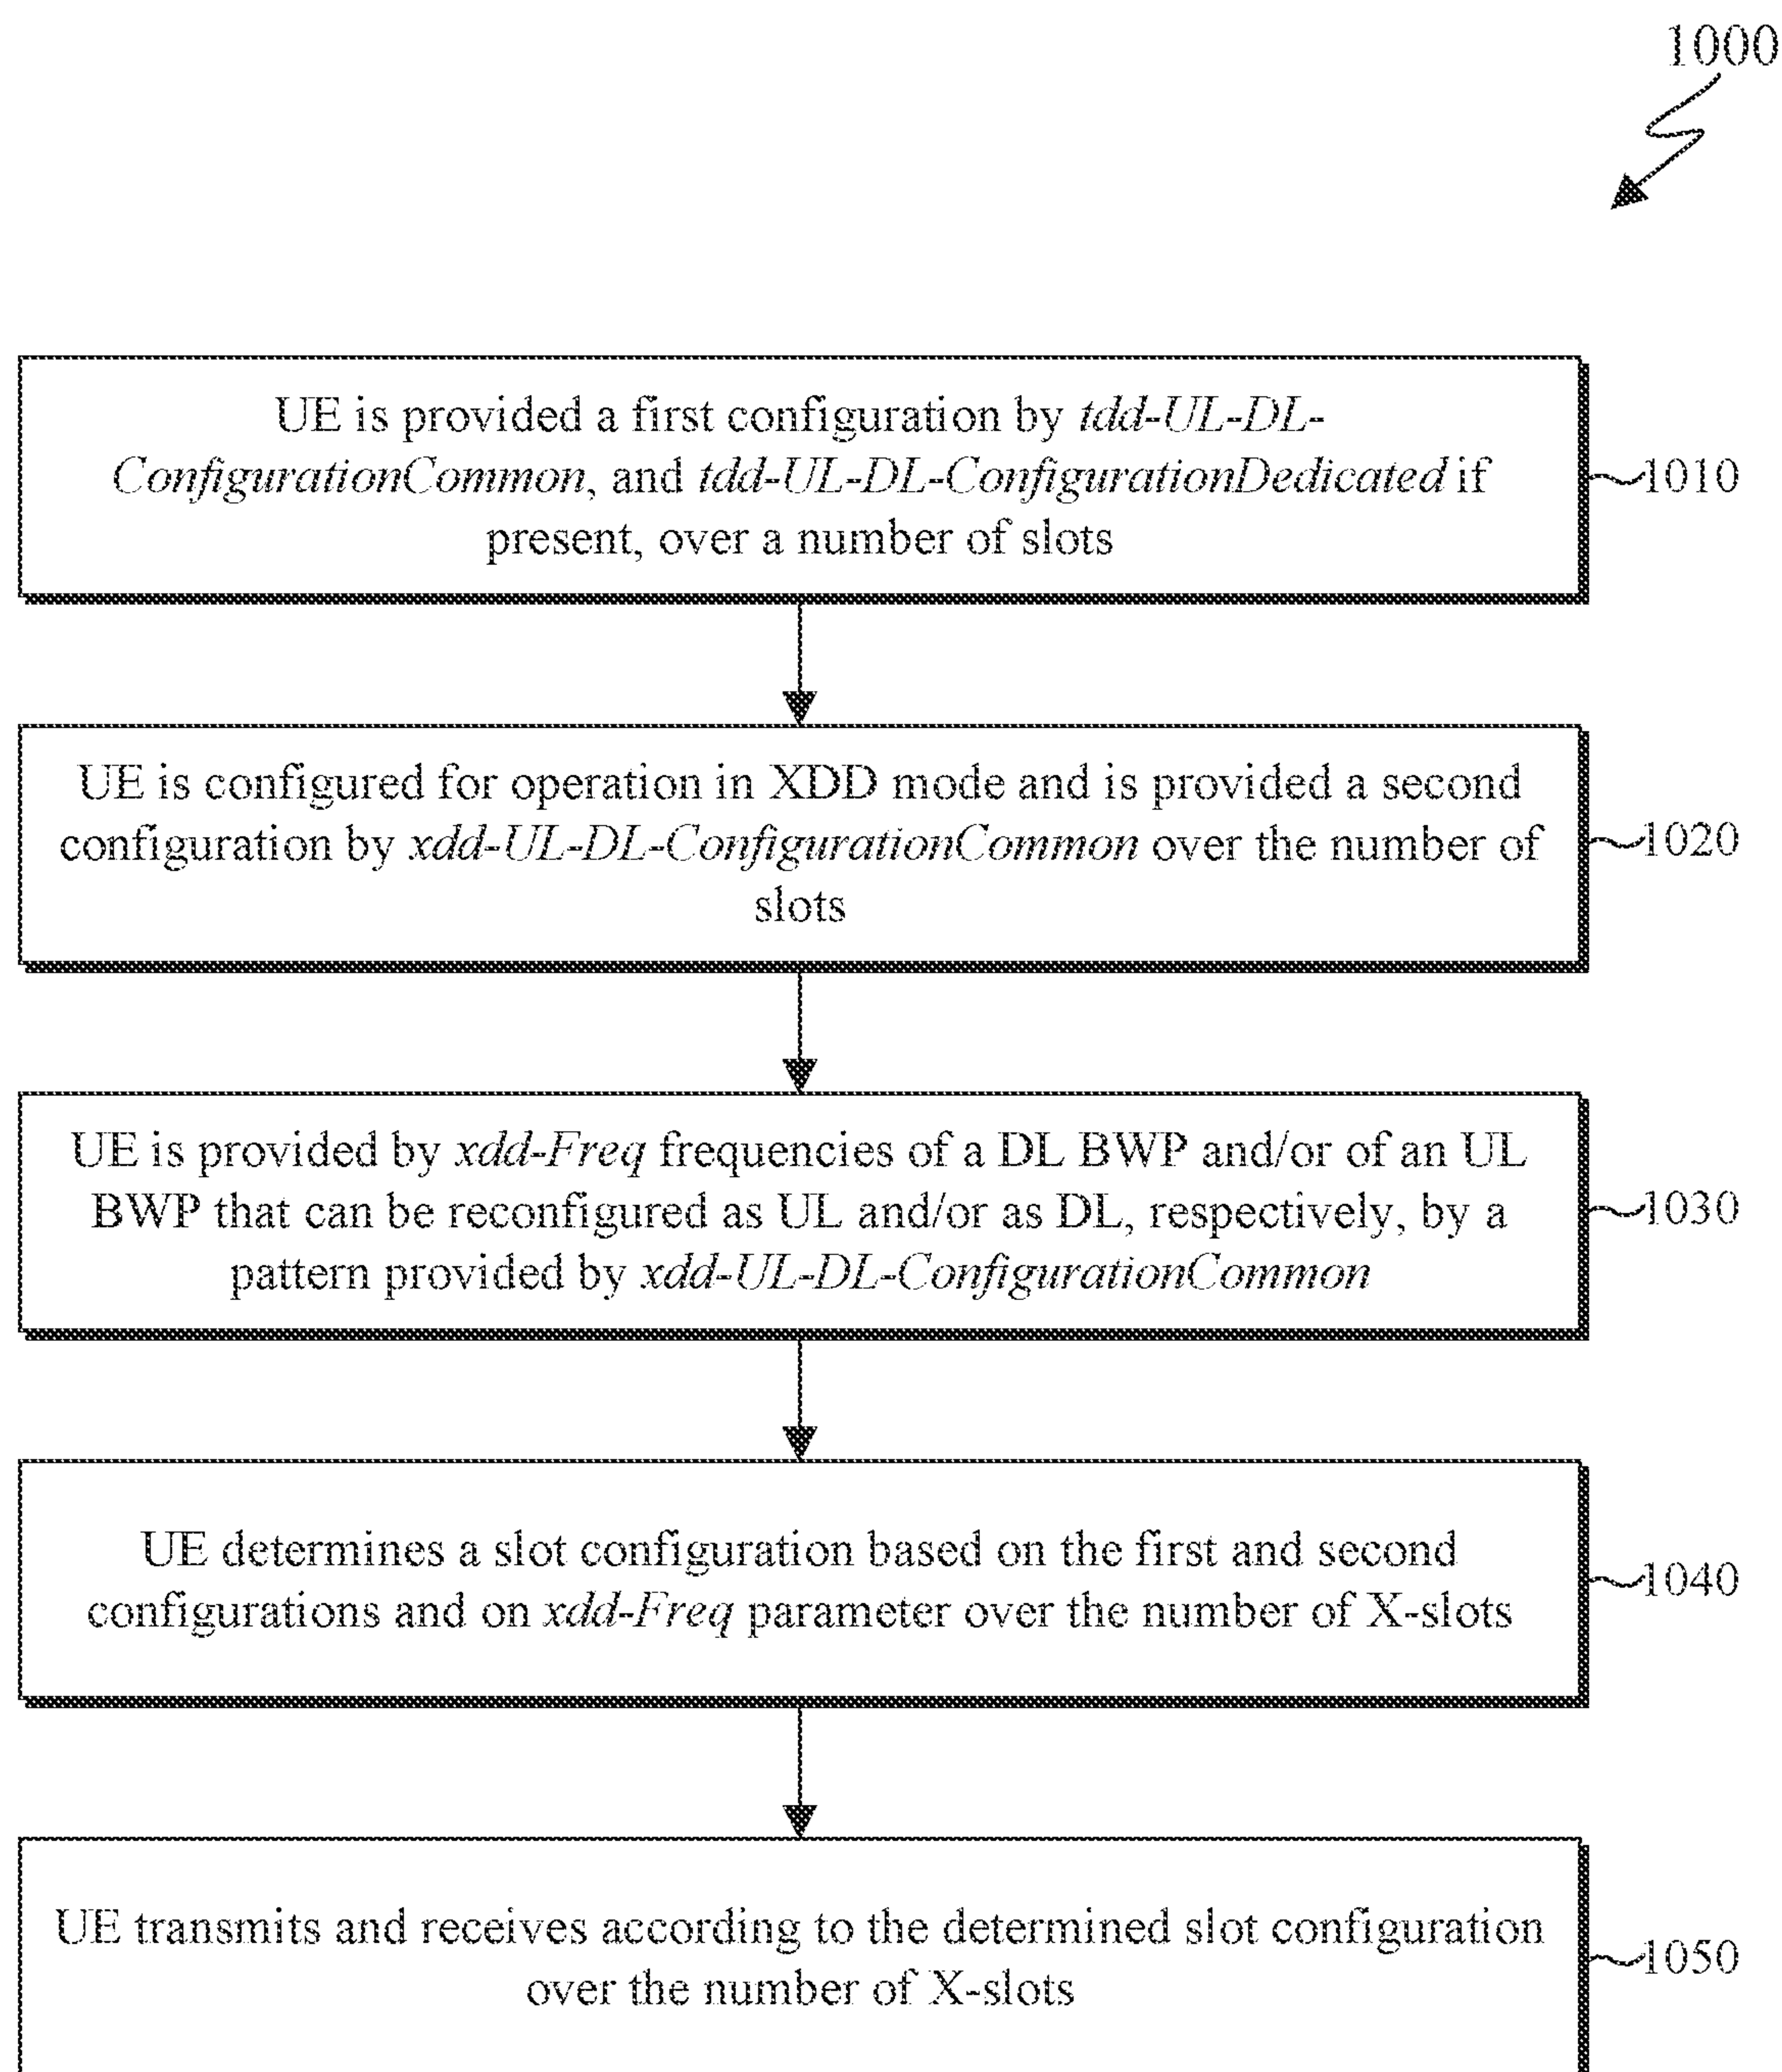 1000
UE is provided a first configuration by tdd-UL-DL-
ConfigurationCommon, and tdd-UL-DL-ConfigurationDedicated if
present, over a number of slots
1010
UE is configured for operation in XDD mode and is provided a second
configuration by xdd-UL-DL-ConfigurationCommon over the number of
slots
1020
UE is provided by xdd-Freq frequencies of a DL BWP and/or of an UL
BWP that can be reconfigured as UL and/or as DL, respectively, by a
pattern provided by xdd-UL-DL-ConfigurationCommon
1030
UE determines a slot configuration based on the first and second
configurations and on xdd-Freq parameter over the number of X-slots
1040
UE transmits and receives according to the determined slot configuration
over the number of X-slots
1050